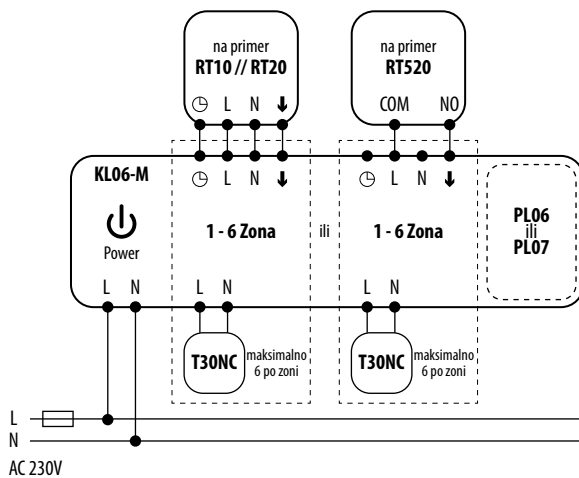 na primer
RT10 // RT20
L N
na primer
RT520
COM NO
KL06-M
Power
L N
L N
1 - 6 Zona
L N
ili
L N
1 - 6 Zona
L N
PL06
ili
PL07
T30NC
maksimalno
6 po zoni
T30NC
maksimalno
6 po zoni
L
N
AC 230V